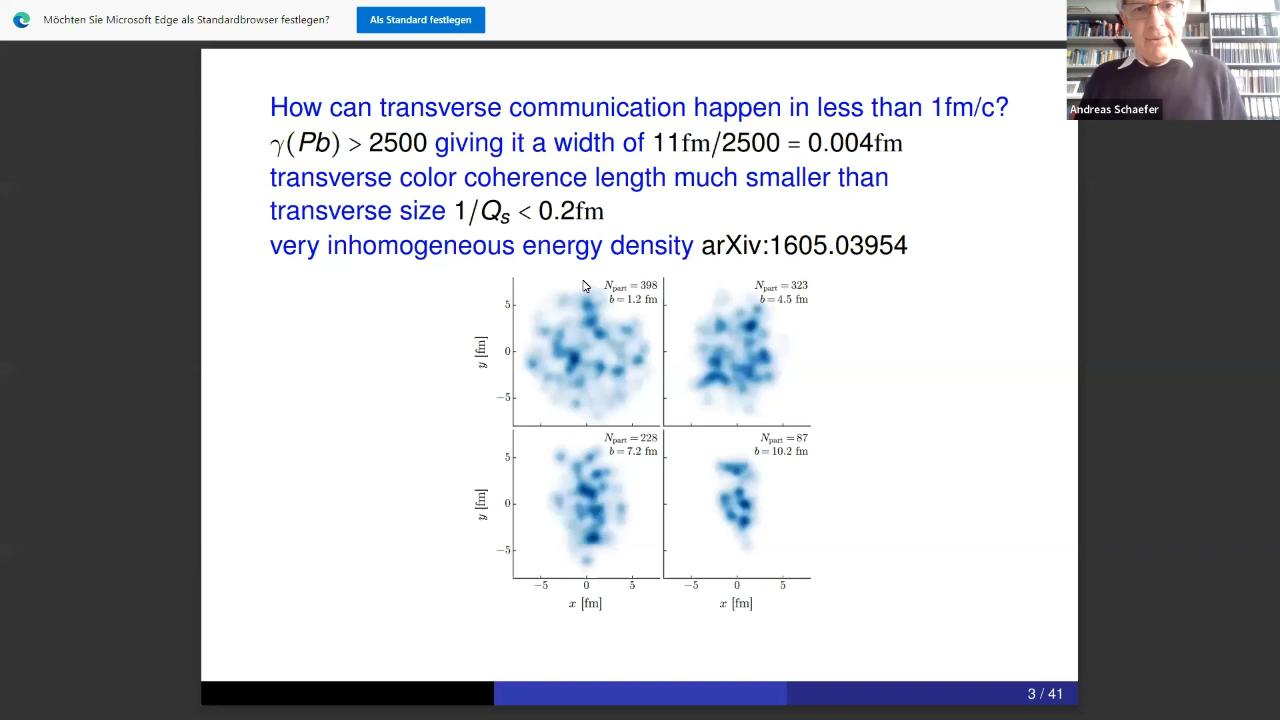 Möchten Sie Microsoft Edge als Standardbrowser festlegen?
Als Standard festlegen
Andreas Schaefer
How can transverse communication happen in less than 1fm/c?
γ(Pb) > 2500 giving it a width of 11fm/2500 = 0.004fm
transverse color coherence length much smaller than
transverse size 1/Qs < 0.2fm
very inhomogeneous energy density arXiv:1605.03954
Npart = 398
b = 1.2 fm
Npart = 323
b = 4.5 fm
5
0
−5
y [fm]
Npart = 228
b = 7.2 fm
Npart = 87
b = 10.2 fm
5
0
−5
y [fm]
−5 0 5
−5 0 5
x [fm]
x [fm]
3 / 41